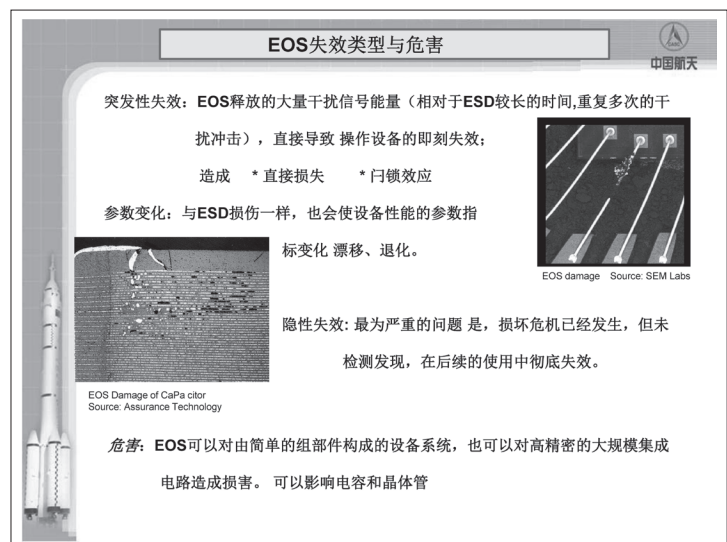 EOS失效类型与危害
中国航天
突发性失效：EOS释放的大量干扰信号能量（相对于ESD较长的时间,重复多次的干
扰冲击），直接导致 操作设备的即刻失效；
造成 * 直接损失 * 闩锁效应
参数变化：与ESD损伤一样，也会使设备性能的参数指
标变化 漂移、退化。
EOS damage Source: SEM Labs
隐性失效: 最为严重的问题 是，损坏危机已经发生，但未
检测发现，在后续的使用中彻底失效。
EOS Damage of CaPa citor
Source: Assurance Technology
危害：EOS可以对由简单的组部件构成的设备系统，也可以对高精密的大规模集成
电路造成损害。 可以影响电容和晶体管